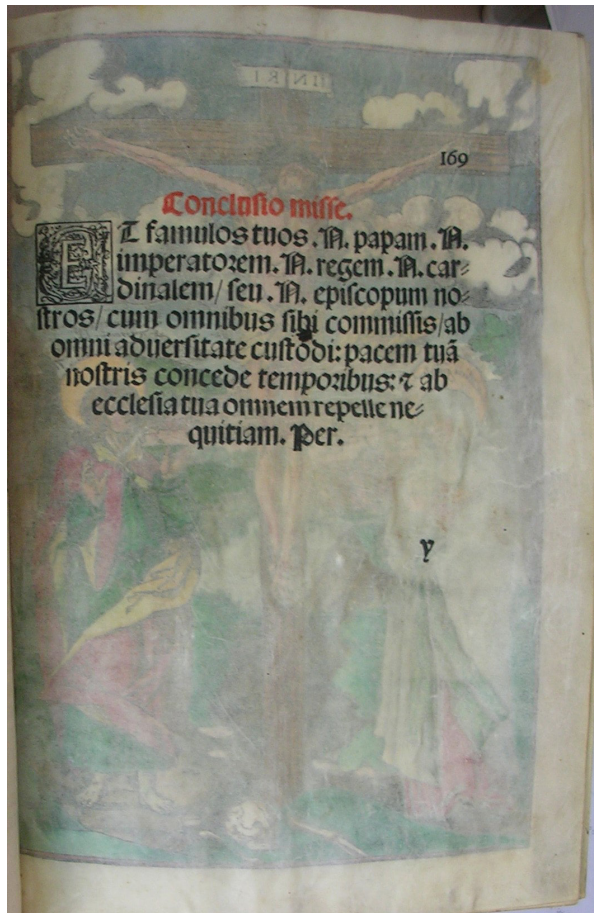 INRI
169
Conclusio misse.
ET famulos tuos .N. papam .N.
imperatorem .N. regem .N. car⸗
dinalem/ seu .N. episcopum no⸗
stros/ cum omnibus sibi commissis/ab
omni aduersitate custodi: pacem tuã
nostris concede temporibus: ⁊ ab
ecclesia tua omnem repelle ne⸗
quitiam. Per.
y